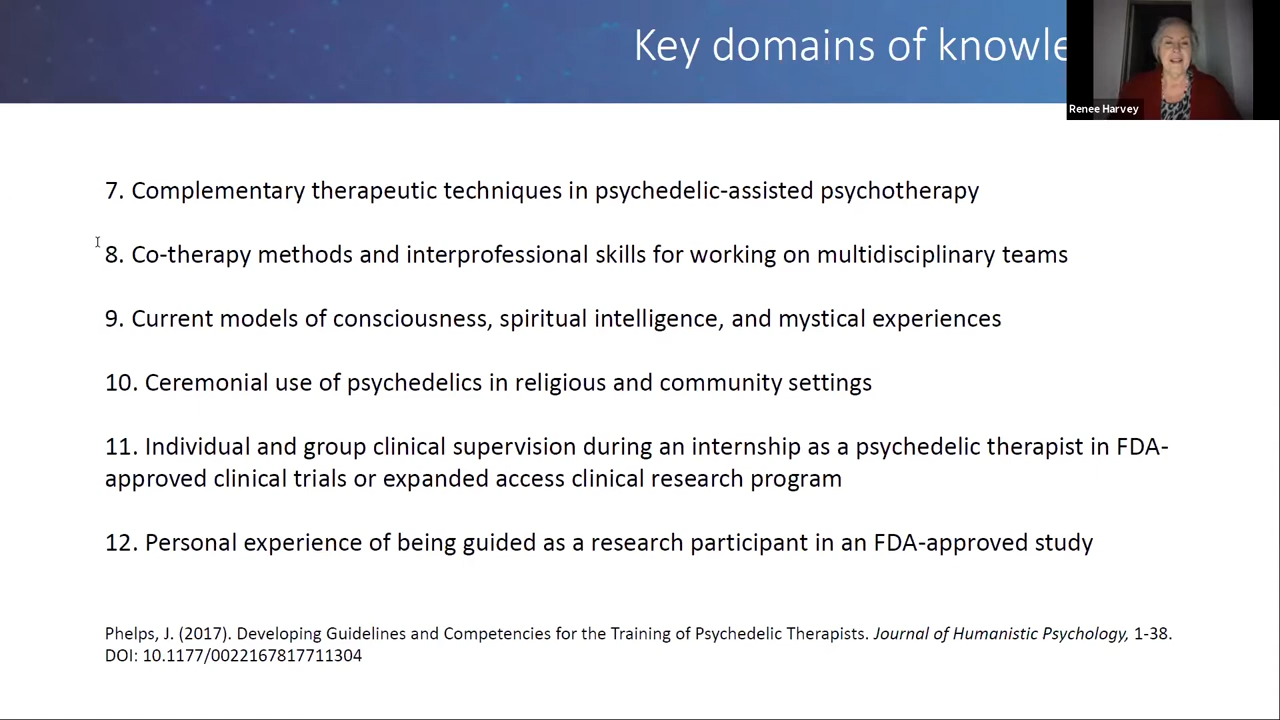 Key domains of
Renee Harvey
7. Complementary therapeutic techniques in psychedelic-assisted psychotherapy
8. Co-therapy methods and interprofessional skills for working on multidisciplinary teams
9. Current models of consciousness, spiritual intelligence, and mystical experiences
10. Ceremonial use of psychedelics in religious and community settings
11. Individual and group clinical supervision during an internship as a psychedelic therapist in FDA-
approved clinical trials or expanded access clinical research program
12. Personal experience of being guided as a research participant in an FDA-approved study
Phelps, J. (2017). Developing Guidelines and Competencies for the Training of Psychedelic Therapists. Journal of Humanistic Psychology, 1-38.
DOI: 10.1177/0022167817711304